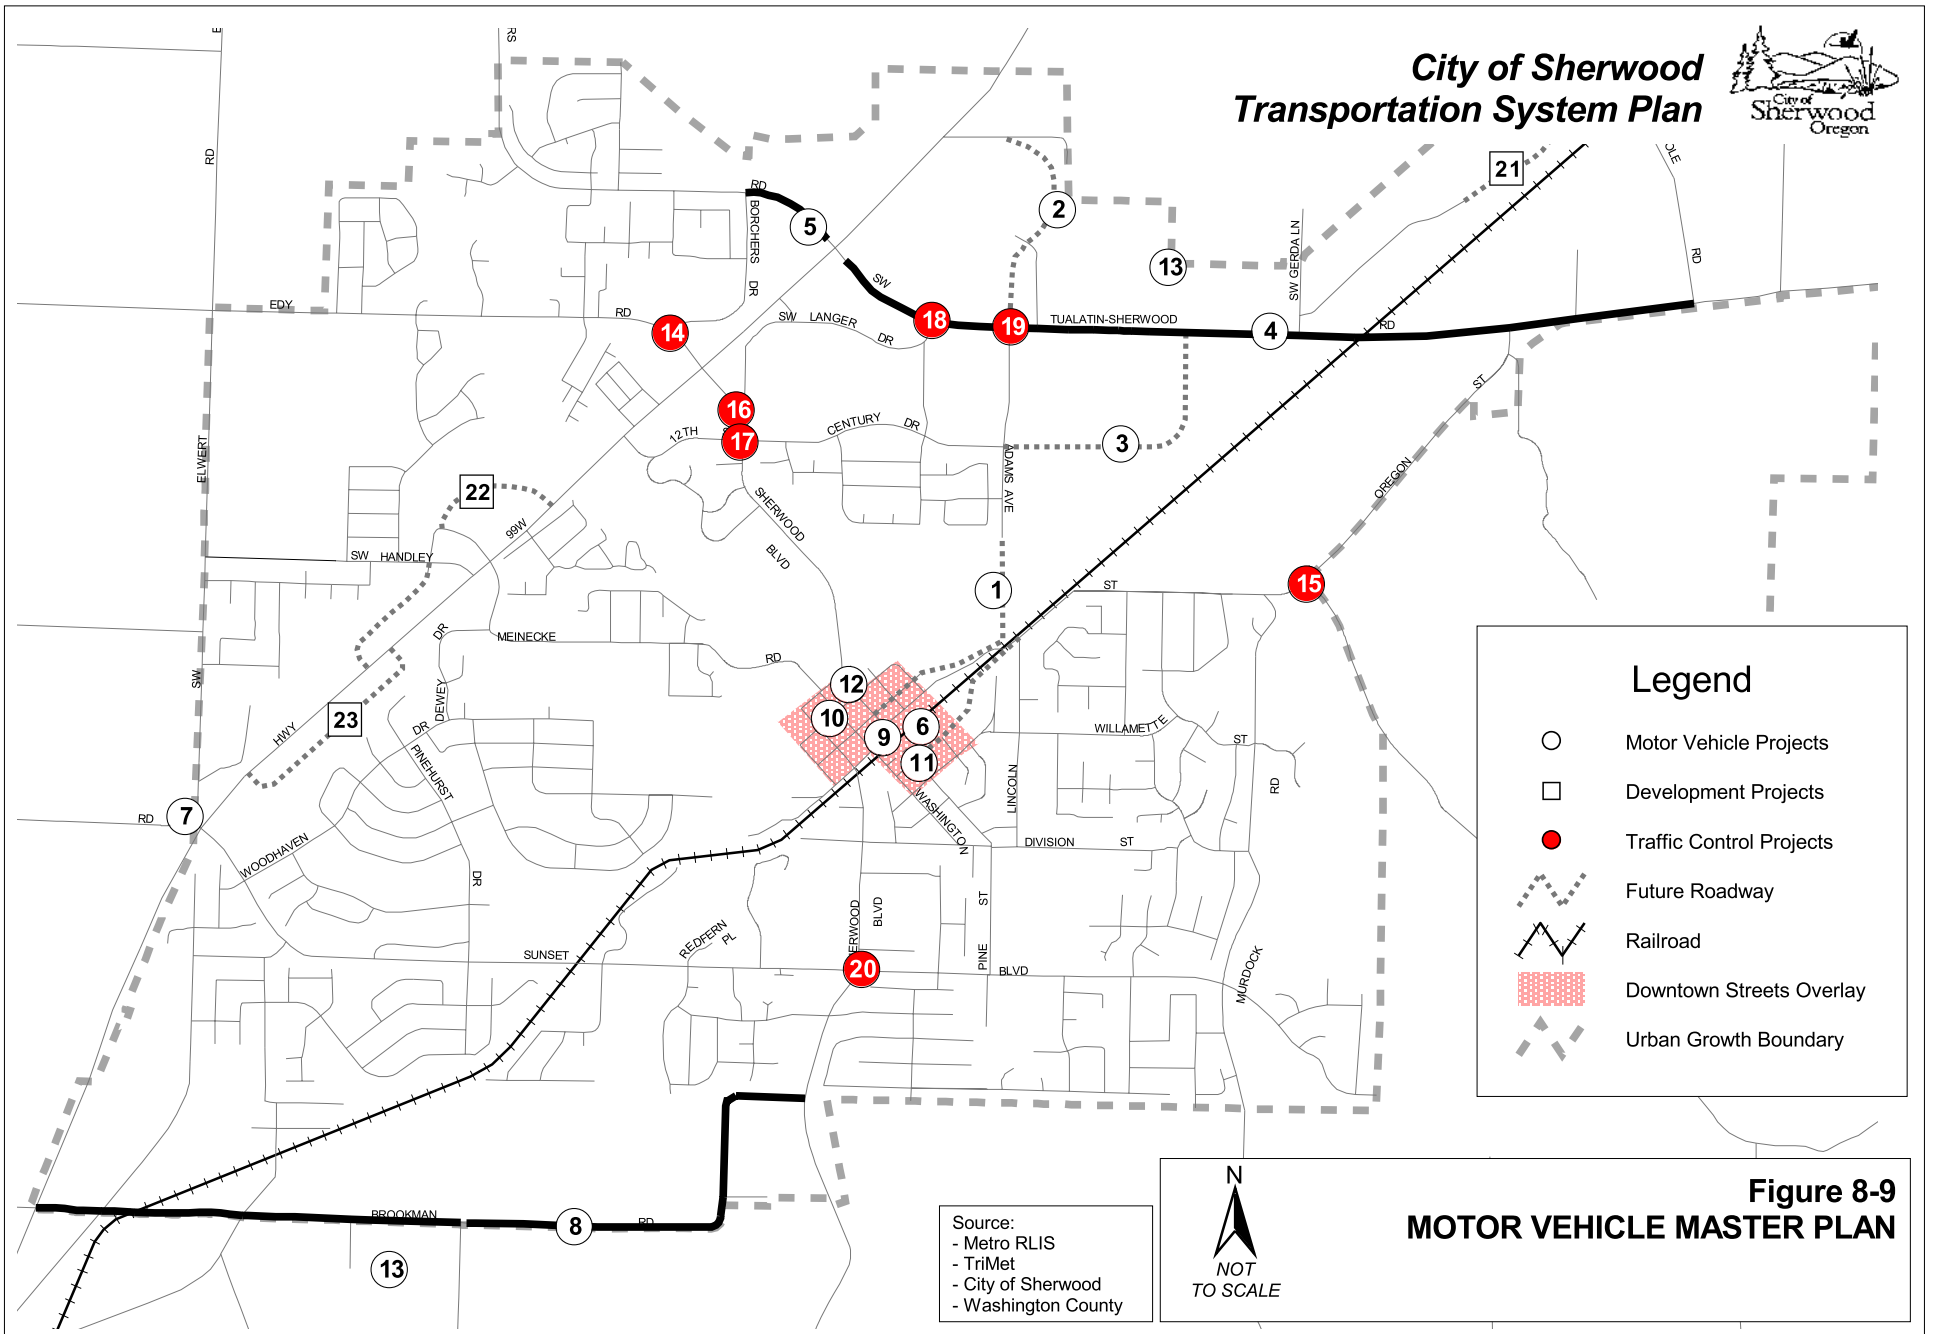 City of Sherwood
Transportation System Plan
City of
Sherwood
Oregon
RS
RD
OLE
21
RD
BORCHERS
DR
5
2
13
SW GERDA LN
RD
EDY
RD
14
SW
SW LANGER
DR
18
19
TUALATIN-SHERWOOD
4
RD
16
17
12TH
CENTURY
DR
3
ST
ELWERT
ADAMS AVE
OREGON
22
99W
SHERWOOD
BLVD
SW HANDLEY
1
ST
15
DR
MEINECKE
RD
SW
DEWEY
12
10
9
6
11
WILLAMETTE
ST
23
HWY
DR
PINEHURST
LINCOLN
RD
WASHINGTON
7
RD
WOODHAVEN
DIVISION
ST
DR
ST
BLVD
ERWOOD
REDFERN
PL
SUNSET
PINE
20
BLVD
MURDOCK
BROOKMAN
8
RD
13
Legend
Motor Vehicle Projects
Development Projects
Traffic Control Projects
Future Roadway
Railroad
Downtown Streets Overlay
Urban Growth Boundary
Source:
- Metro RLIS
- TriMet
- City of Sherwood
- Washington County
N
NOT
TO SCALE
Figure 8-9
MOTOR VEHICLE MASTER PLAN